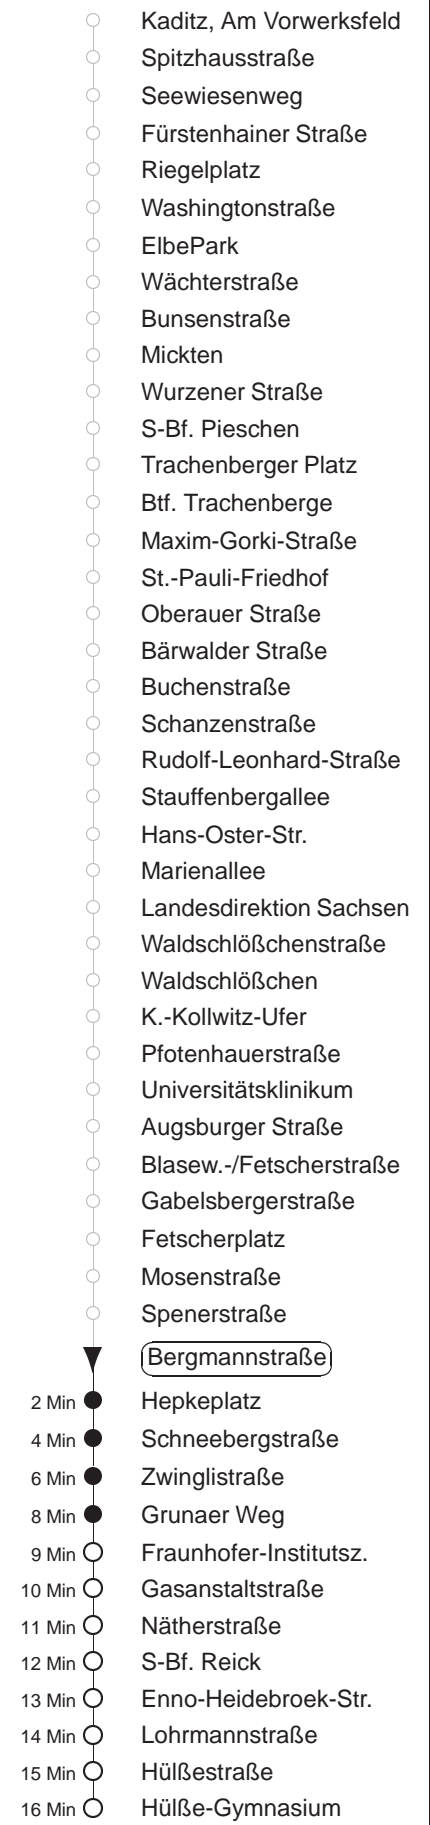 Kaditz, Am Vorwerksfeld
Spitzhausstraße
Seewiesenweg
Fürstenhainer Straße
Riegelplatz
Washingtonstraße
ElbePark
Wächterstraße
Bunsenstraße
Mickten
Wurzener Straße
S-Bf. Pieschen
Trachenberger Platz
Btf. Trachenberge
Maxim-Gorki-Straße
St.-Pauli-Friedhof
Oberauer Straße
Bärwalder Straße
Buchenstraße
Schanzenstraße
Rudolf-Leonhard-Straße
Stauffenbergallee
Hans-Oster-Str.
Marienallee
Landesdirektion Sachsen
Waldschlößchenstraße
Waldschlößchen
K.-Kollwitz-Ufer
Pfotenhauerstraße
Universitätsklinikum
Augsburger Straße
Blasew.-/Fetscherstraße
Gabelsbergerstraße
Fetscherplatz
Mosenstraße
Spenerstraße
Bergmannstraße
2 Min Hepkeplatz
4 Min Schneebergstraße
6 Min Zwinglistraße
8 Min Grunaer Weg
9 Min Fraunhofer-Institutsz.
10 Min Gasanstaltstraße
11 Min Nätherstraße
12 Min S-Bf. Reick
13 Min Enno-Heidebroek-Str.
14 Min Lohrmannstraße
15 Min Hülßestraße
16 Min Hülße-Gymnasium